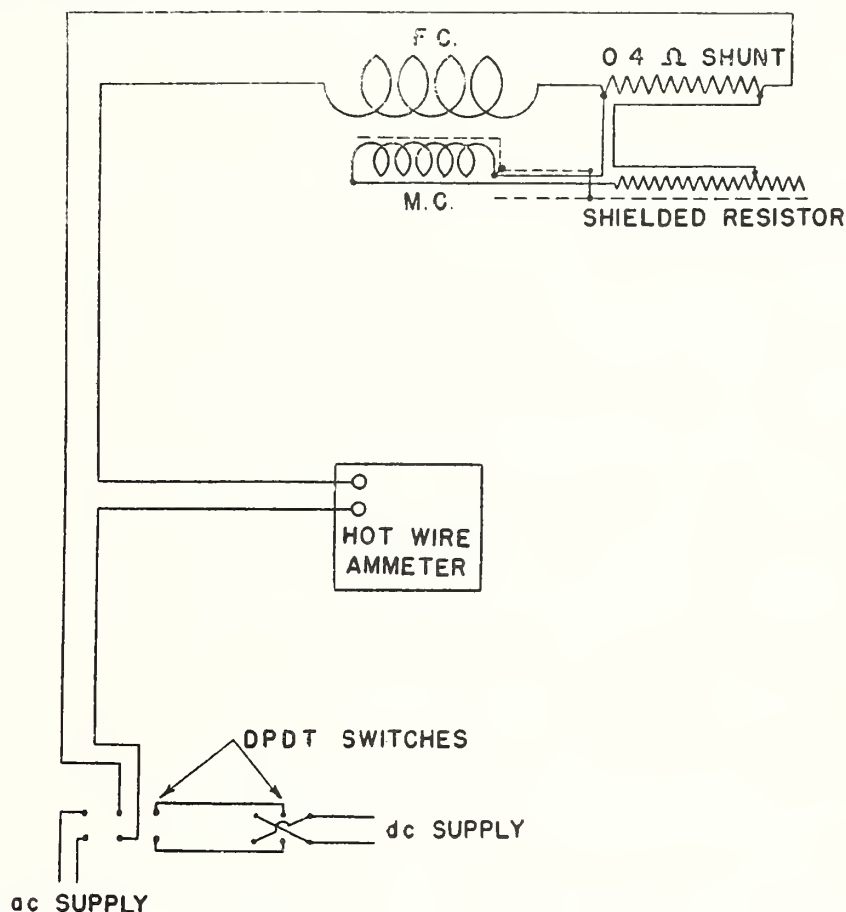 F C.
0 4 Ω SHUNT
M.C.
SHIELDED RESISTOR
HOT WIRE
AMMETER
DPDT SWITCHES
dc SUPPLY
ac SUPPLY